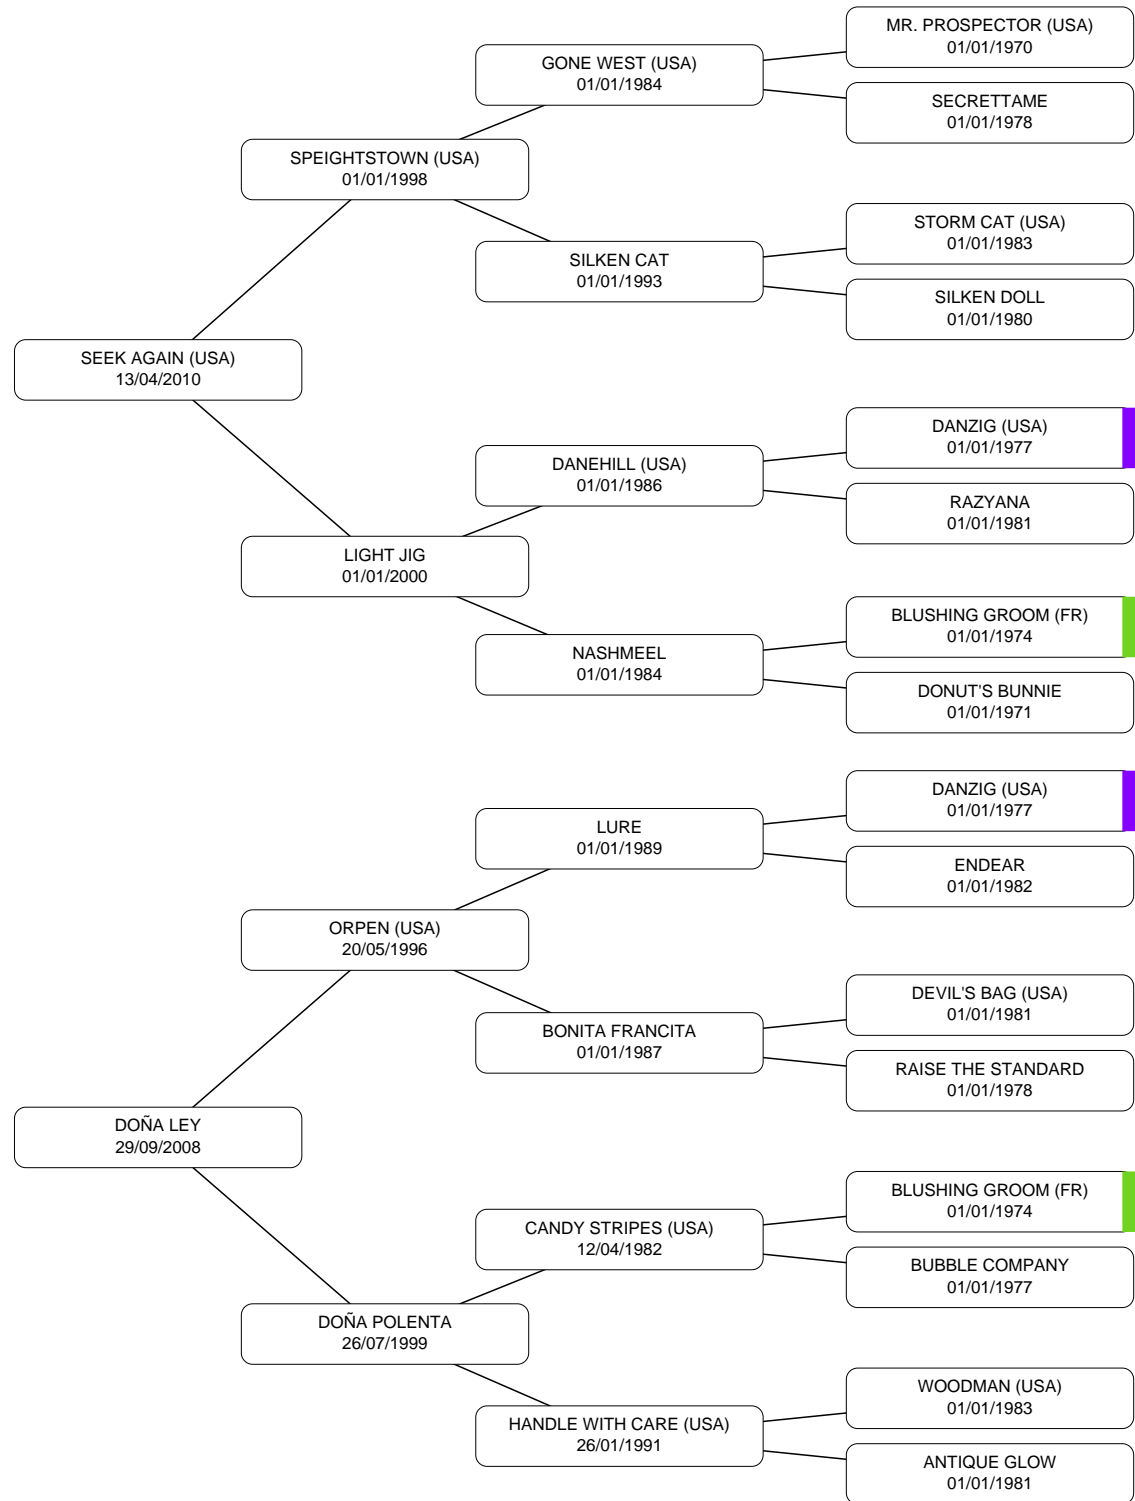 MR. PROSPECTOR (USA)
01/01/1970
GONE WEST (USA)
01/01/1984
SECRETTAME
01/01/1978
SPEIGHTSTOWN (USA)
01/01/1998
STORM CAT (USA)
01/01/1983
SILKEN CAT
01/01/1993
SILKEN DOLL
01/01/1980
SEEK AGAIN (USA)
13/04/2010
DANZIG (USA)
01/01/1977
DANEHILL (USA)
01/01/1986
RAZYANA
01/01/1981
LIGHT JIG
01/01/2000
BLUSHING GROOM (FR)
01/01/1974
NASHMEEL
01/01/1984
DONUT'S BUNNIE
01/01/1971
DANZIG (USA)
01/01/1977
LURE
01/01/1989
ENDEAR
01/01/1982
ORPEN (USA)
20/05/1996
DEVIL'S BAG (USA)
01/01/1981
BONITA FRANCITA
01/01/1987
RAISE THE STANDARD
01/01/1978
DOÑA LEY
29/09/2008
BLUSHING GROOM (FR)
01/01/1974
CANDY STRIPES (USA)
12/04/1982
BUBBLE COMPANY
01/01/1977
DOÑA POLENTA
26/07/1999
WOODMAN (USA)
01/01/1983
HANDLE WITH CARE (USA)
26/01/1991
ANTIQUE GLOW
01/01/1981